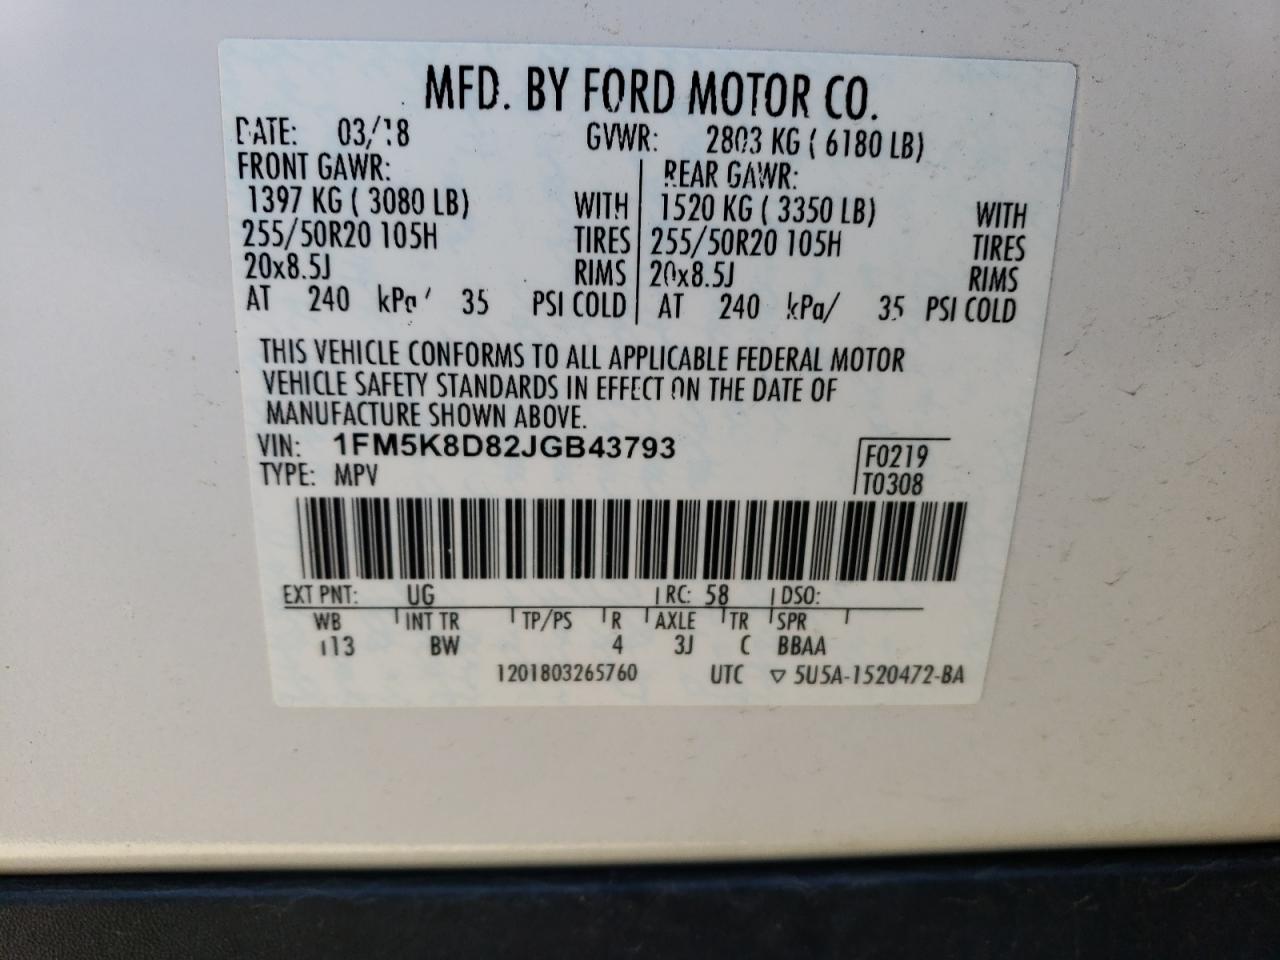 MFD. BY FORD MOTOR CO.
DATE: 03/18 GVWR: 2803 KG ( 6180 LB)
FRONT GAWR: REAR GAWR:
1397 KG ( 3080 LB) WITH 1520 KG ( 3350 LB) WITH
255/50R20 105H TIRES 255/50R20 105H TIRES
20x8.5J RIMS 20x8.5J RIMS
AT 240 kPa/ 35 PSI COLD AT 240 kPa/ 35 PSI COLD
THIS VEHICLE CONFORMS TO ALL APPLICABLE FEDERAL MOTOR
VEHICLE SAFETY STANDARDS IN EFFECT ON THE DATE OF
MANUFACTURE SHOWN ABOVE.
VIN: 1FM5K8D82JGB43793 F0219
TYPE: MPV T0308
EXT PNT: UG RC: 58 DSO:
WB INT TR TP/PS R AXLE TR SPR
113 BW 4 3J C BBAA
1201803265760 UTC ▽ 5U5A-1520472-BA